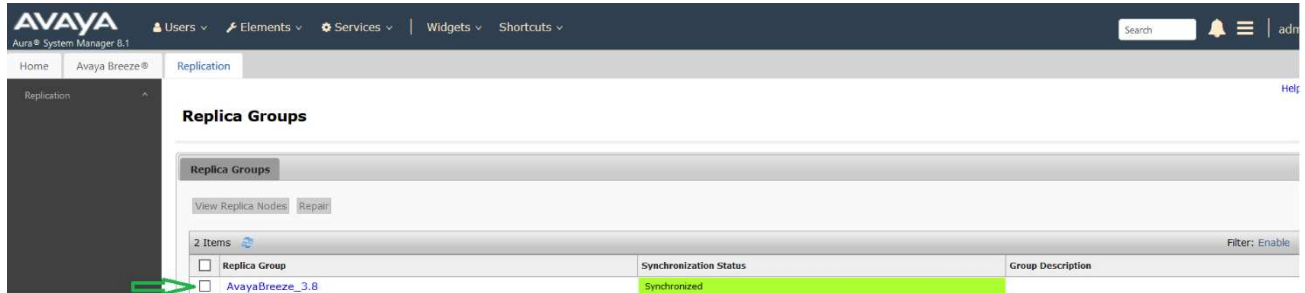 AVAYA
Aura® System Manager 8.1
Users Elements Services | Widgets Shortcuts Search
Home Avaya Breeze® Replication
Replication
Help
Replica Groups
Replica Groups
View Replica Nodes Repair
2 Items Filter: Enable
Replica Group Synchronization Status Group Description
AvayaBreeze_3.8 Synchronized